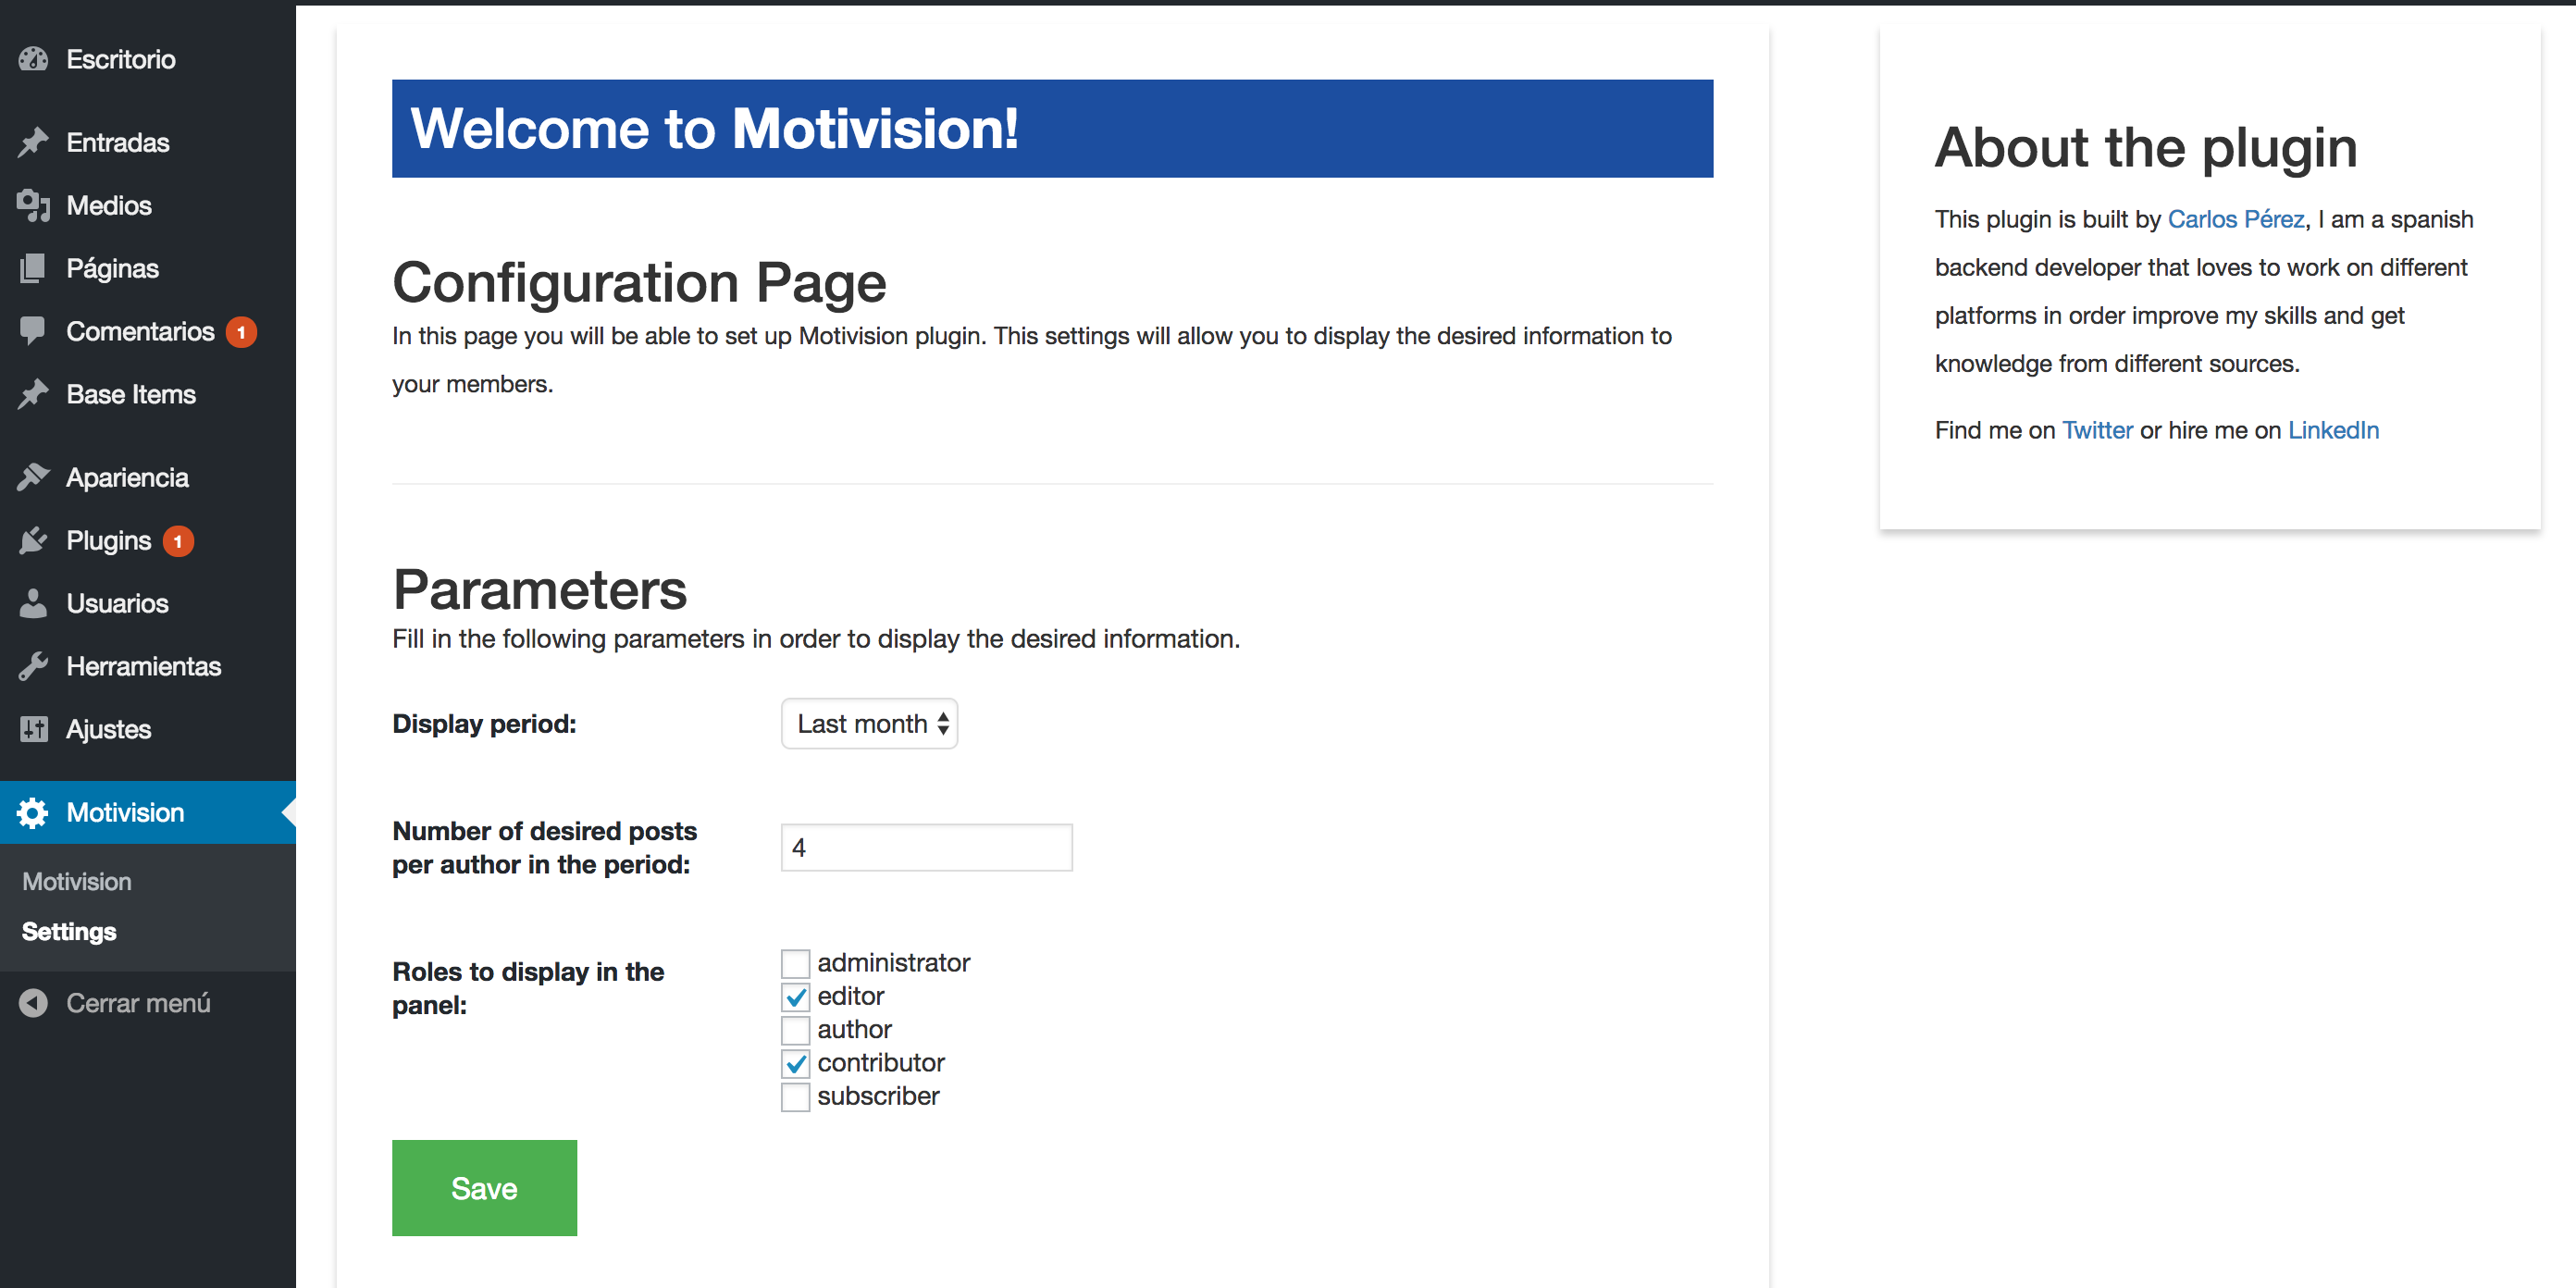 Escritorio
Entradas
Medios
Páginas
Comentarios 1
Base Items
Apariencia
Plugins 1
Usuarios
Herramientas
Ajustes
Motivision
Motivision
Settings
Cerrar menú
Welcome to Motivision!
Configuration Page
In this page you will be able to set up Motivision plugin. This settings will allow you to display the desired information to
your members.
Parameters
Fill in the following parameters in order to display the desired information.
Display period:
Last month
Number of desired posts
per author in the period:
4
Roles to display in the
panel:
administrator
editor
author
contributor
subscriber
Save
About the plugin
This plugin is built by Carlos Pérez, I am a spanish
backend developer that loves to work on different
platforms in order improve my skills and get
knowledge from different sources.
Find me on Twitter or hire me on LinkedIn